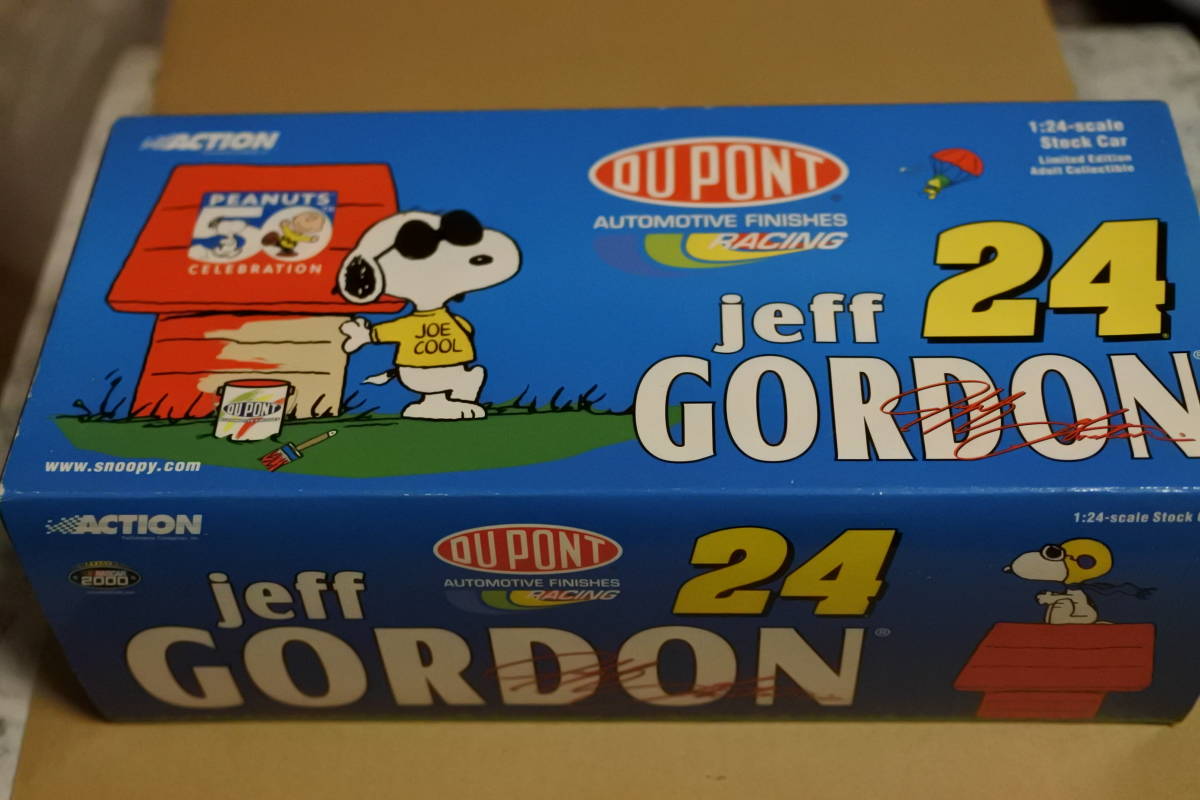 ACTION
PEANUTS
50
CELEBRATION
JOE
COOL
DU PONT
www.snoopy.com
DU PONT
AUTOMOTIVE FINISHES
RACING
1:24-scale
Stock Car
Limited Edition
Adult Collectible
24
jeff
GORDON®
ACTION
NASCAR
2000
jeff
GORDON®
DU PONT
AUTOMOTIVE FINISHES
RACING
24
1:24-scale Stock